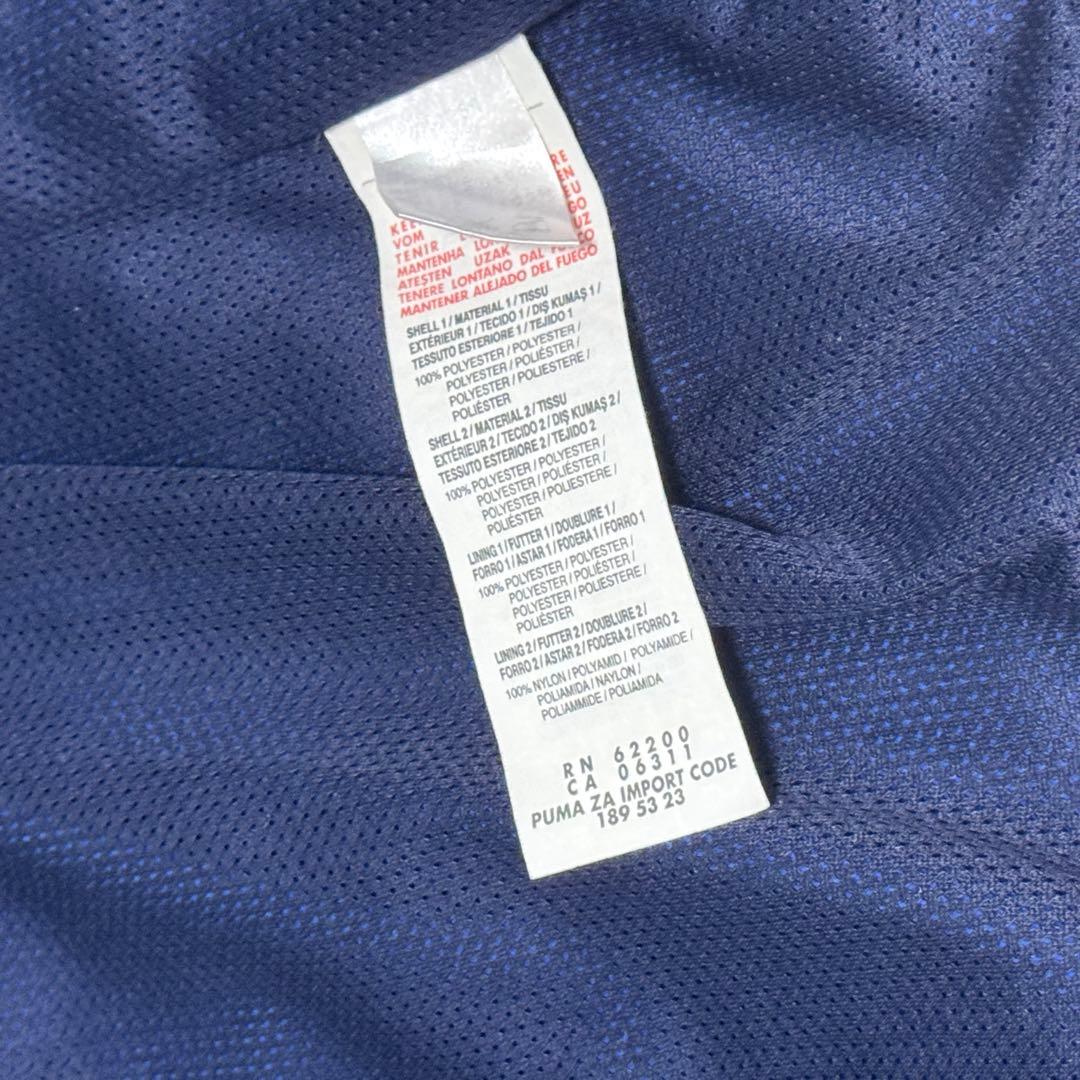 VOM
TENIR
MANTENHA
ATEŞTEN UZAK
TENERE LONTANO DAL
MANTENER ALEJADO DEL FUEGO
SHELL 1 / MATERIAL 1 / TISSU
EXTÉRIEUR 1 / TECIDO 1 / DIŞ KUMAŞ 1 /
TESSUTO ESTERIORE 1 / TEJIDO 1
100% POLYESTER / POLYESTER /
POLYESTER / POLIÉSTER /
POLYESTER / POLIESTERE /
POLIÉSTER
SHELL 2 / MATERIAL 2 / TISSU
EXTÉRIEUR 2 / TECIDO 2 / DIŞ KUMAŞ 2 /
TESSUTO ESTERIORE 2 / TEJIDO 2
100% POLYESTER / POLYESTER /
POLYESTER / POLIÉSTER /
POLYESTER / POLIESTERE /
POLIÉSTER
LINING 1 / FUTTER 1 / DOUBLURE 1 /
FORRO 1 / ASTAR 1 / FODERA 1 / FORRO 1
100% POLYESTER / POLYESTER /
POLYESTER / POLIÉSTER /
POLYESTER / POLIESTERE /
POLIÉSTER
LINING 2 / FUTTER 2 / DOUBLURE 2 /
FORRO 2 / ASTAR 2 / FODERA 2 / FORRO 2
100% NYLON / POLYAMID / POLYAMIDE /
POLIAMIDA / NAYLON /
POLIAMMIDE / POLIAMIDA
RN 62200
CA 06311
PUMA ZA IMPORT CODE
189 53 23